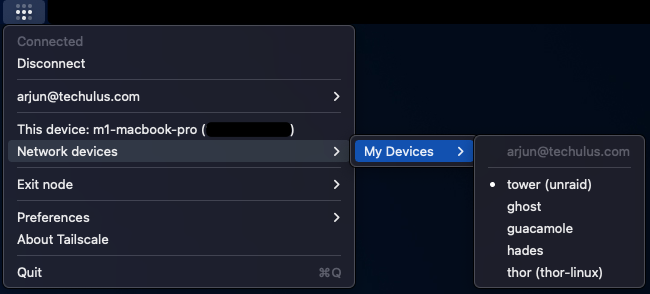 Connected
Disconnect
arjun@techulus.com
This device: m1-macbook-pro ( )
Network devices
My Devices
arjun@techulus.com
tower (unraid)
ghost
guacamole
hades
thor (thor-linux)
Exit node
Preferences
About Tailscale
Quit ⌘Q